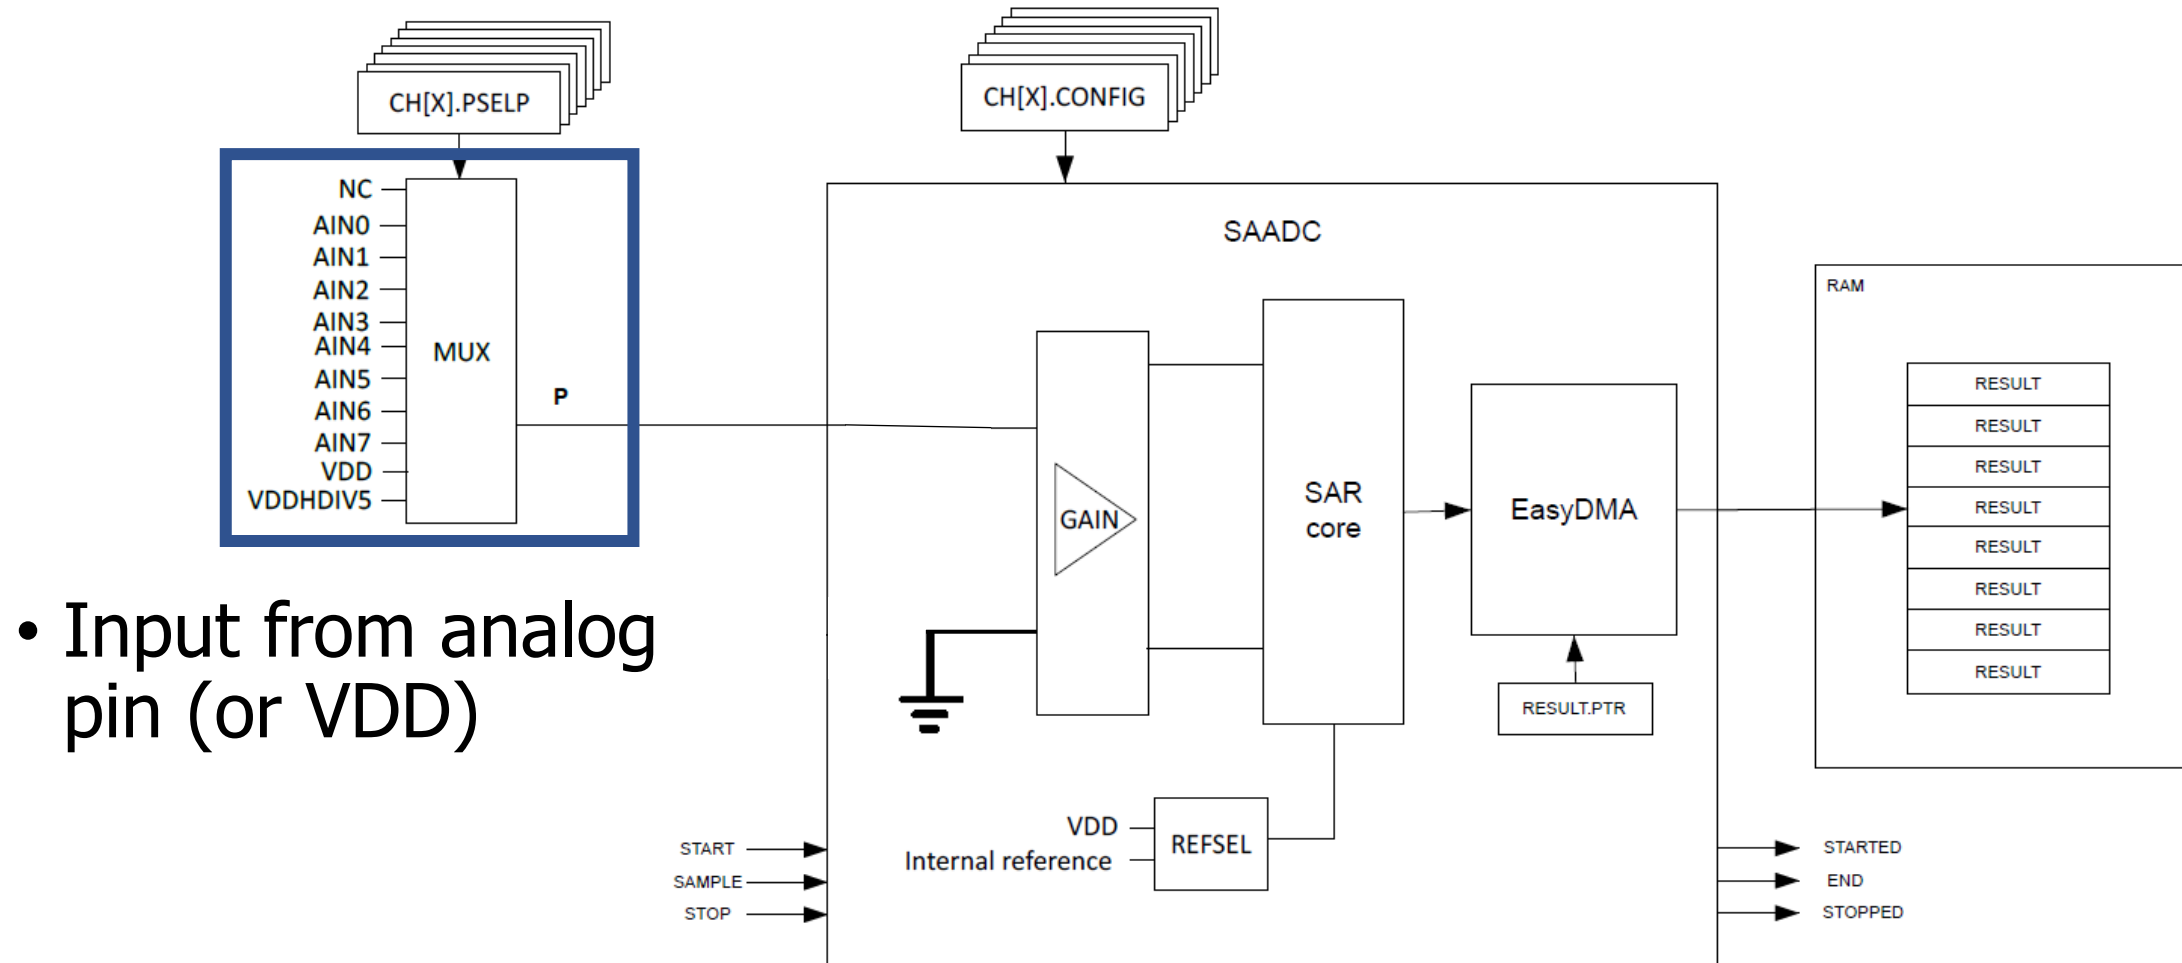 CH[X].PSELP
CH[X].CONFIG
NC
AIN0
AIN1
AIN2
AIN3
AIN4
AIN5
AIN6
AIN7
VDD
VDDHDIV5
MUX
P
SAADC
GAIN
SAR
core
EasyDMA
RESULT.PTR
RAM
RESULT
RESULT
RESULT
RESULT
RESULT
RESULT
RESULT
RESULT
• Input from analog
pin (or VDD)
VDD
Internal reference
REFSEL
START
SAMPLE
STOP
STARTED
END
STOPPED